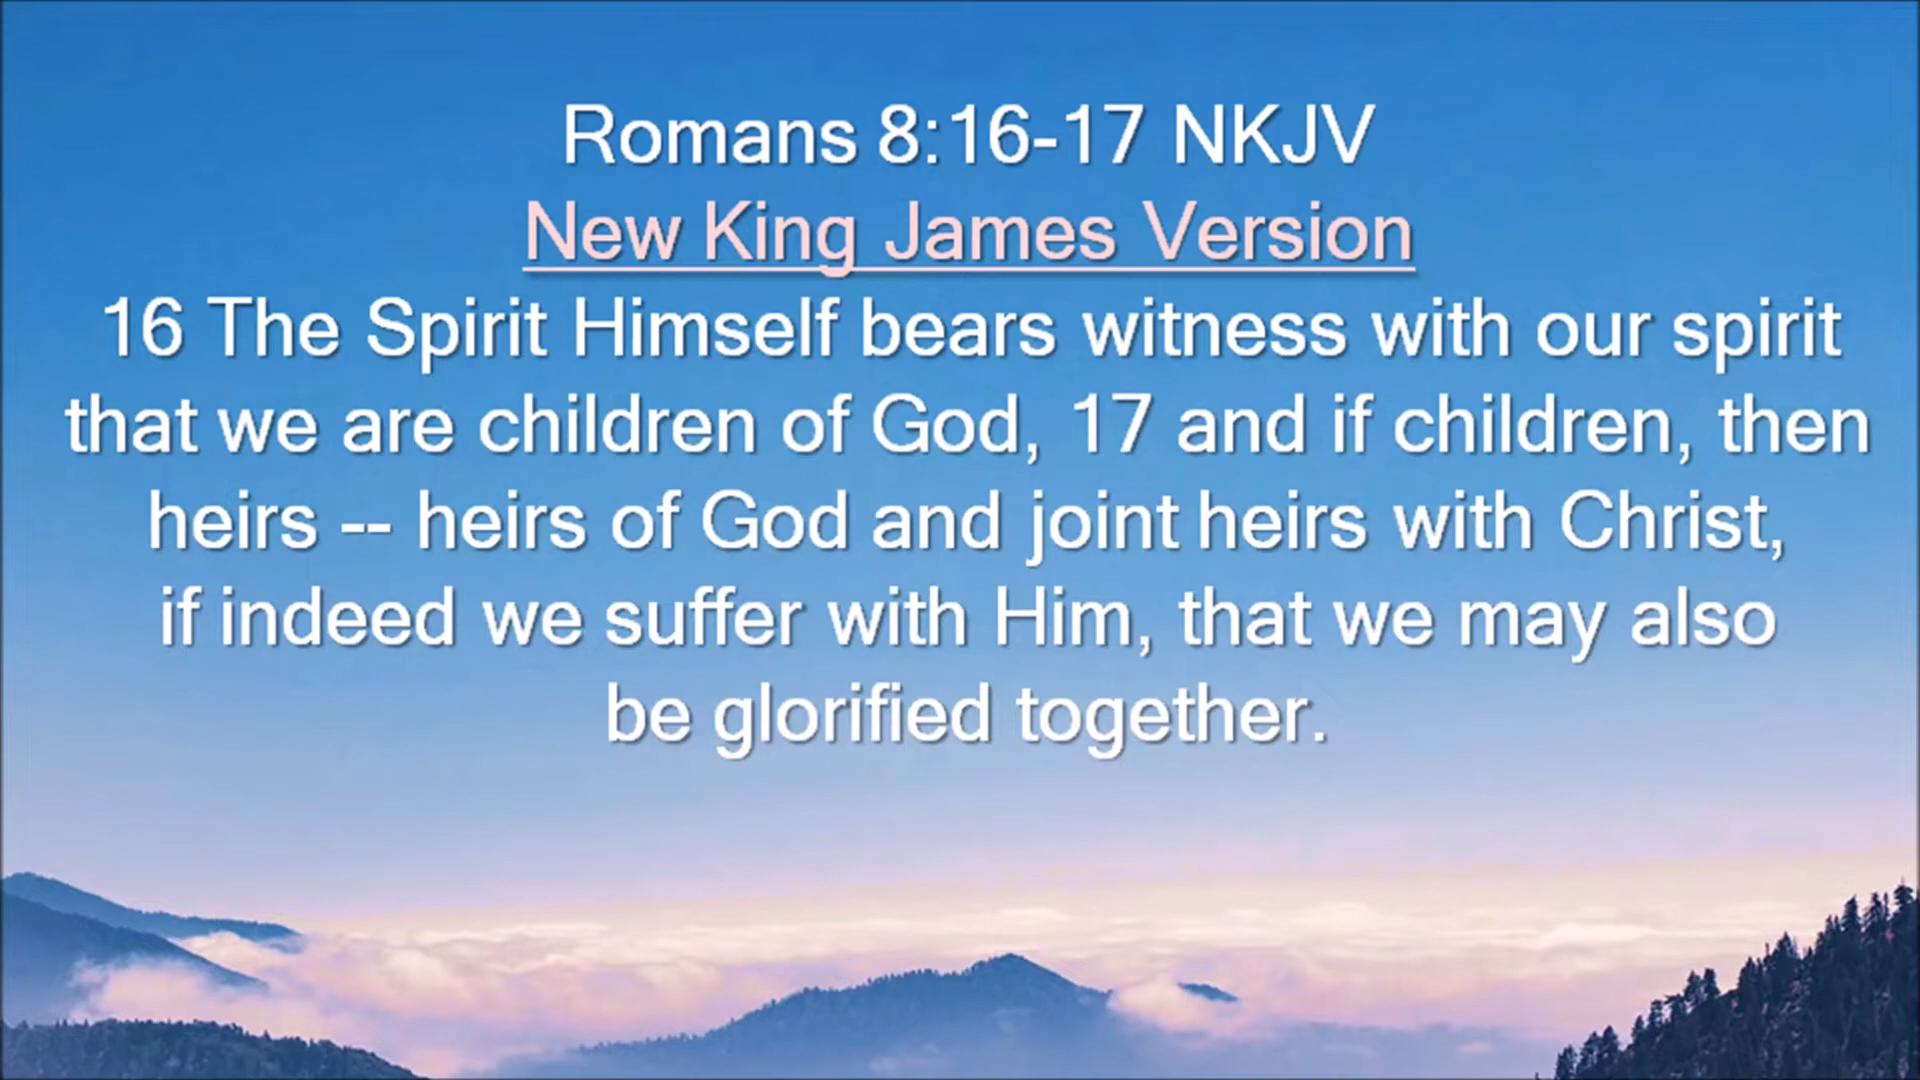 Romans 8:16-17 NKJV
New King James Version
16 The Spirit Himself bears witness with our spirit
that we are children of God, 17 and if children, then
heirs -- heirs of God and joint heirs with Christ,
if indeed we suffer with Him, that we may also
be glorified together.